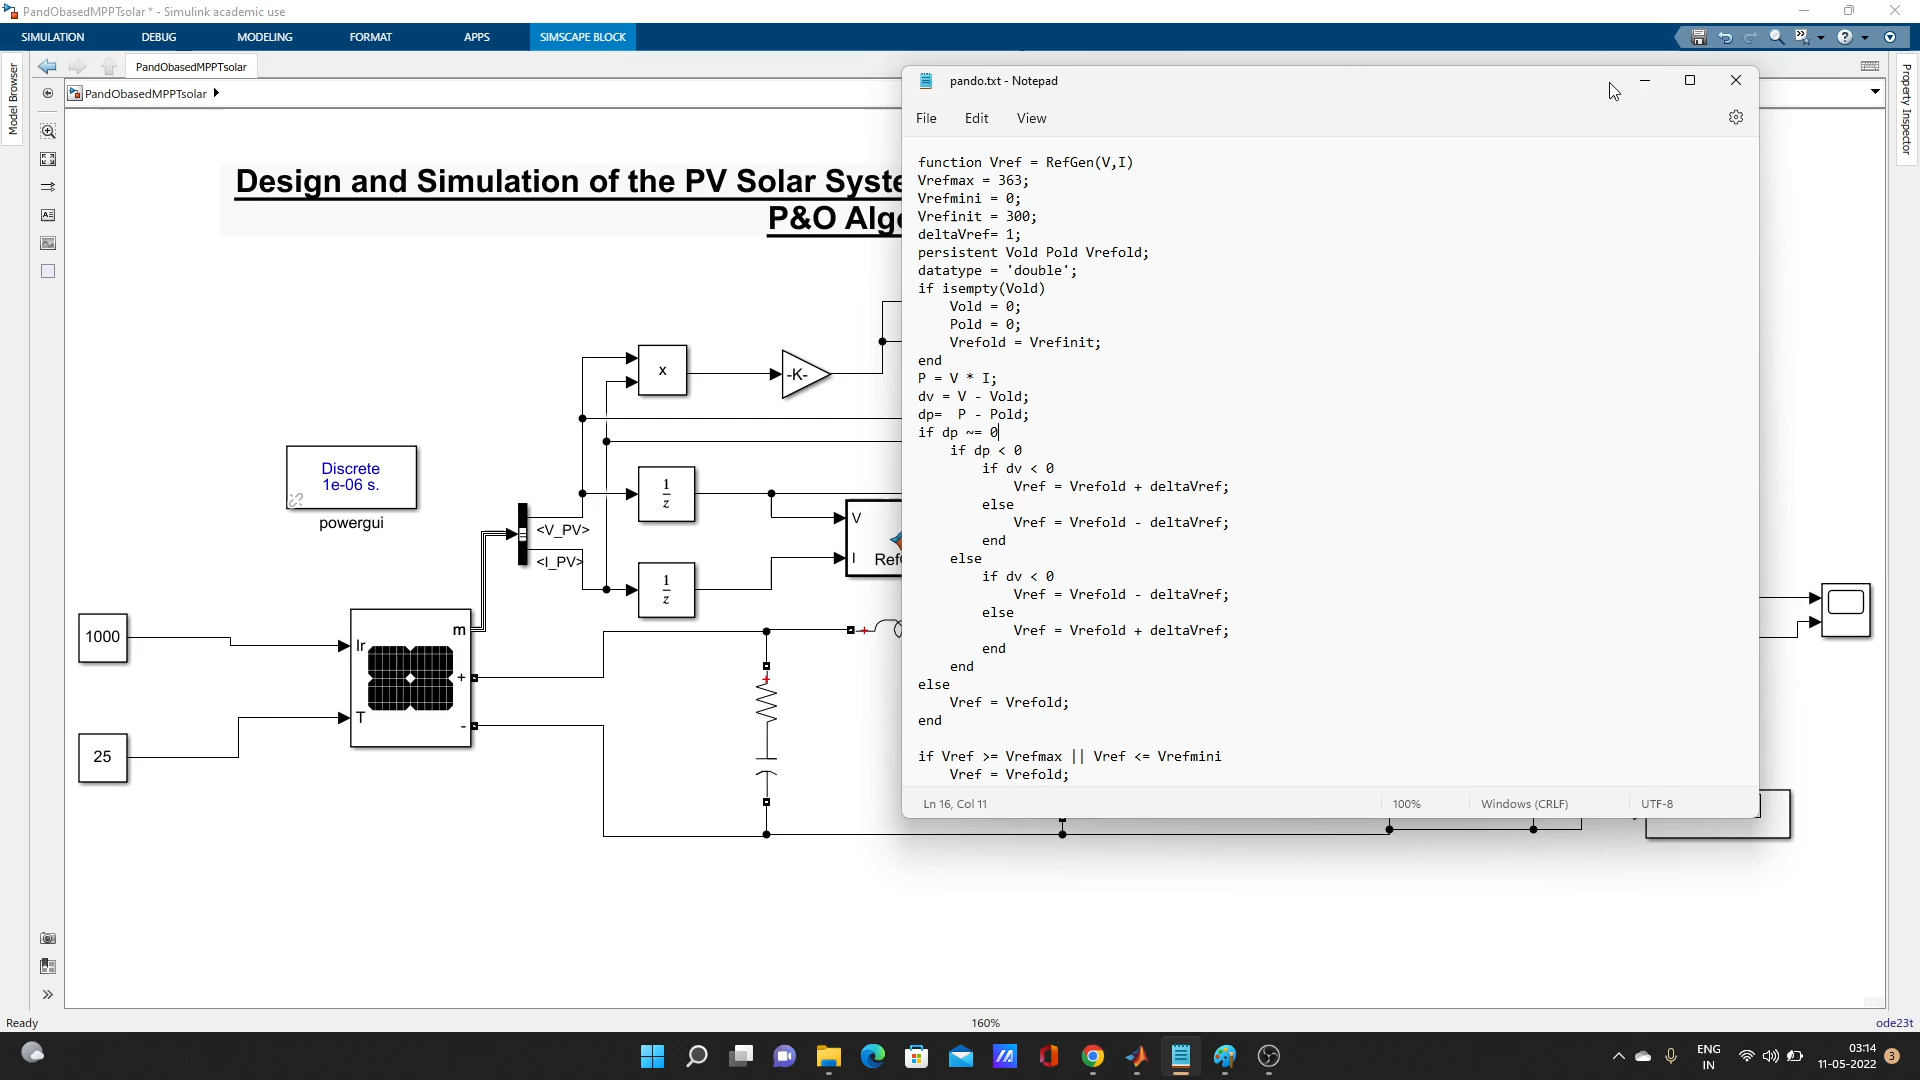 PandObasedMPPTsolar * - Simulink academic use
SIMULATION DEBUG MODELING FORMAT APPS SIMSCAPE BLOCK
PandObasedMPPTsolar
PandObasedMPPTsolar
Model Browser
Property Inspector
Design and Simulation of the PV Solar Syste
P&O Algo
x
-K-
Discrete
1e-06 s.
powergui
<V_PV>
<I_PV>
1
z
1
z
V
I
Ref
1000
25
Ir
T
m
+
-
pando.txt - Notepad
File Edit View
function Vref = RefGen(V,I)
Vrefmax = 363;
Vrefmini = 0;
Vrefinit = 300;
deltaVref= 1;
persistent Vold Pold Vrefold;
datatype = 'double';
if isempty(Vold)
    Vold = 0;
    Pold = 0;
    Vrefold = Vrefinit;
end
P = V * I;
dv = V - Vold;
dp=  P - Pold;
if dp ~= 0
    if dp < 0
        if dv < 0
            Vref = Vrefold + deltaVref;
        else
            Vref = Vrefold - deltaVref;
        end
    else
        if dv < 0
            Vref = Vrefold - deltaVref;
        else
            Vref = Vrefold + deltaVref;
        end
    end
else
    Vref = Vrefold;
end
if Vref >= Vrefmax || Vref <= Vrefmini
    Vref = Vrefold;
Ln 16, Col 11
100%
Windows (CRLF)
UTF-8
Ready
160%
ode23t
ENG
IN
03:14
11-05-2022
3